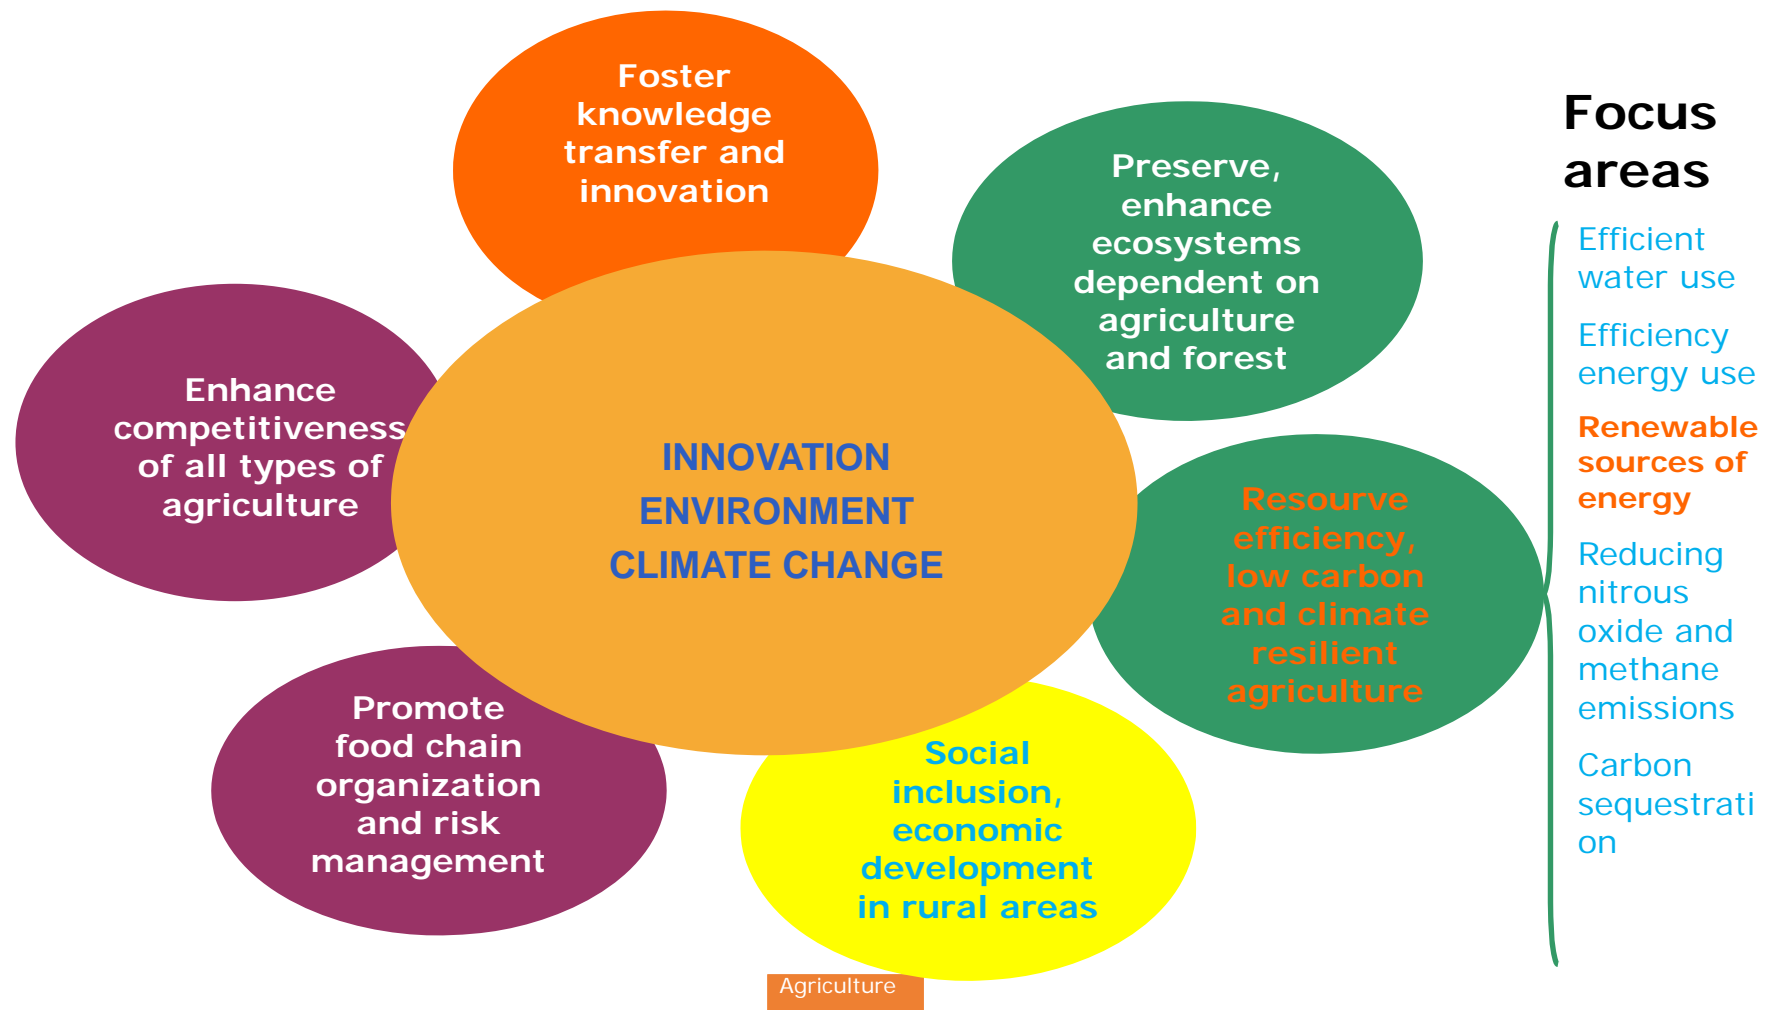 Foster
knowledge
transfer and
innovation
Preserve,
enhance
ecosystems
dependent on
agriculture
and forest
Focus
areas
Efficient
water use
Efficiency
energy use
Renewable
sources of
energy
Reducing
nitrous
oxide and
methane
emissions
Carbon
sequestrati
on
Enhance
competitiveness
of all types of
agriculture
INNOVATION
ENVIRONMENT
CLIMATE CHANGE
Resourve
efficiency,
low carbon
and climate
resilient
agriculture
Promote
food chain
organization
and risk
management
Social
inclusion,
economic
development
in rural areas
Agriculture